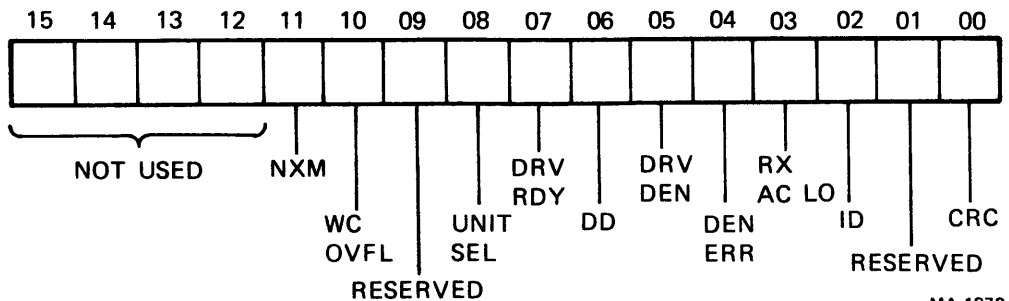 15 14 13 12 11 10 09 08 07 06 05 04 03 02 01 00
NOT USED
NXM
WC
OVFL
RESERVED
UNIT
SEL
DRV
RDY
DD
DRV
DEN
DEN
ERR
RX
AC LO
ID
RESERVED
CRC